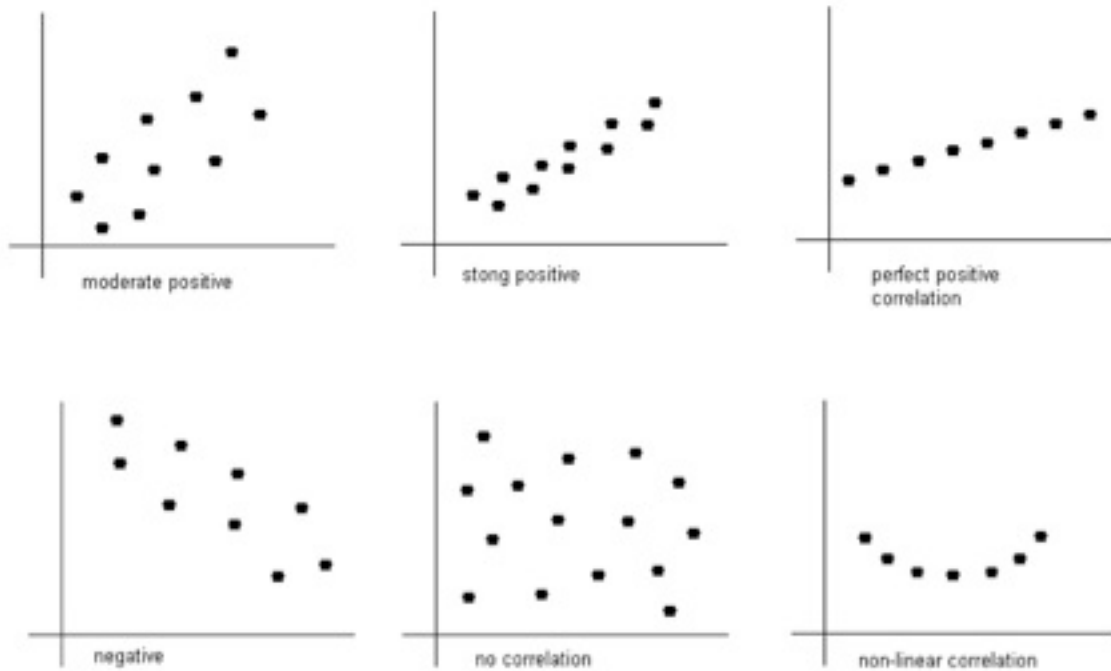 moderate positive
stong positive
perfect positive
correlation
negative
no correlation
non-linear correlation